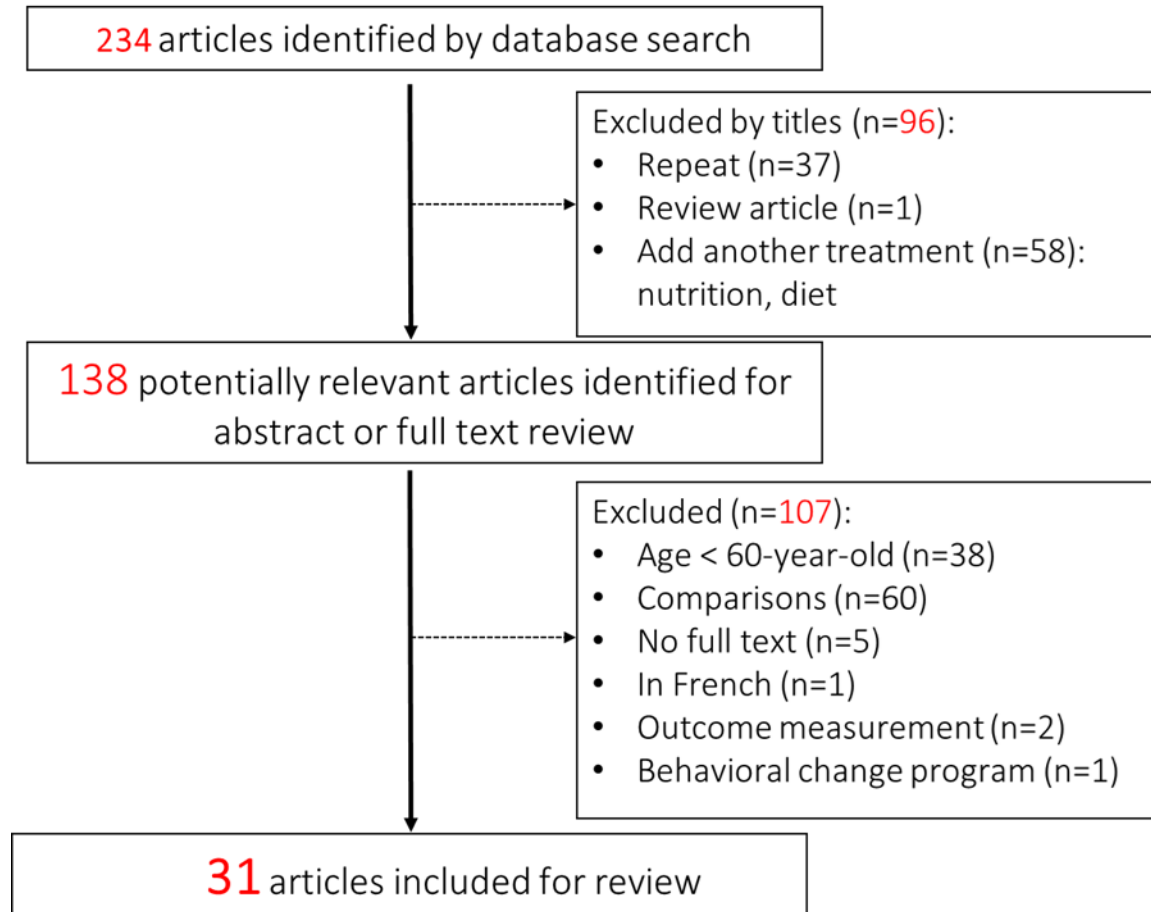 234 articles identified by database search
Excluded by titles (n=96):
• Repeat (n=37)
• Review article (n=1)
• Add another treatment (n=58):
nutrition, diet
138 potentially relevant articles identified for
abstract or full text review
Excluded (n=107):
• Age < 60-year-old (n=38)
• Comparisons (n=60)
• No full text (n=5)
• In French (n=1)
• Outcome measurement (n=2)
• Behavioral change program (n=1)
31 articles included for review